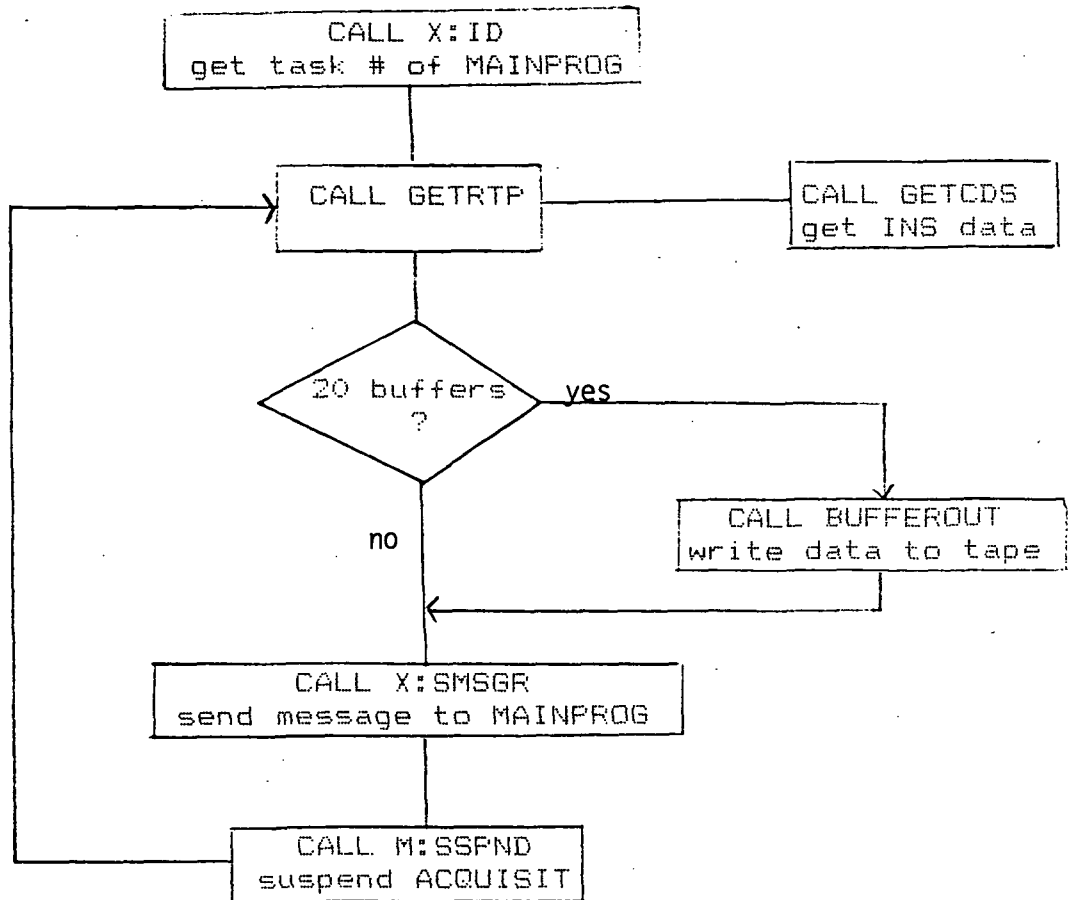 CALL X:ID
get task # of MAINPROG
CALL GETRTP
CALL GETCDS
get INS data
20 buffers
?
yes
CALL BUFFEROUT
write data to tape
no
CALL X:SMSGR
send message to MAINPROG
CALL M:SSPND
suspend ACQUISIT